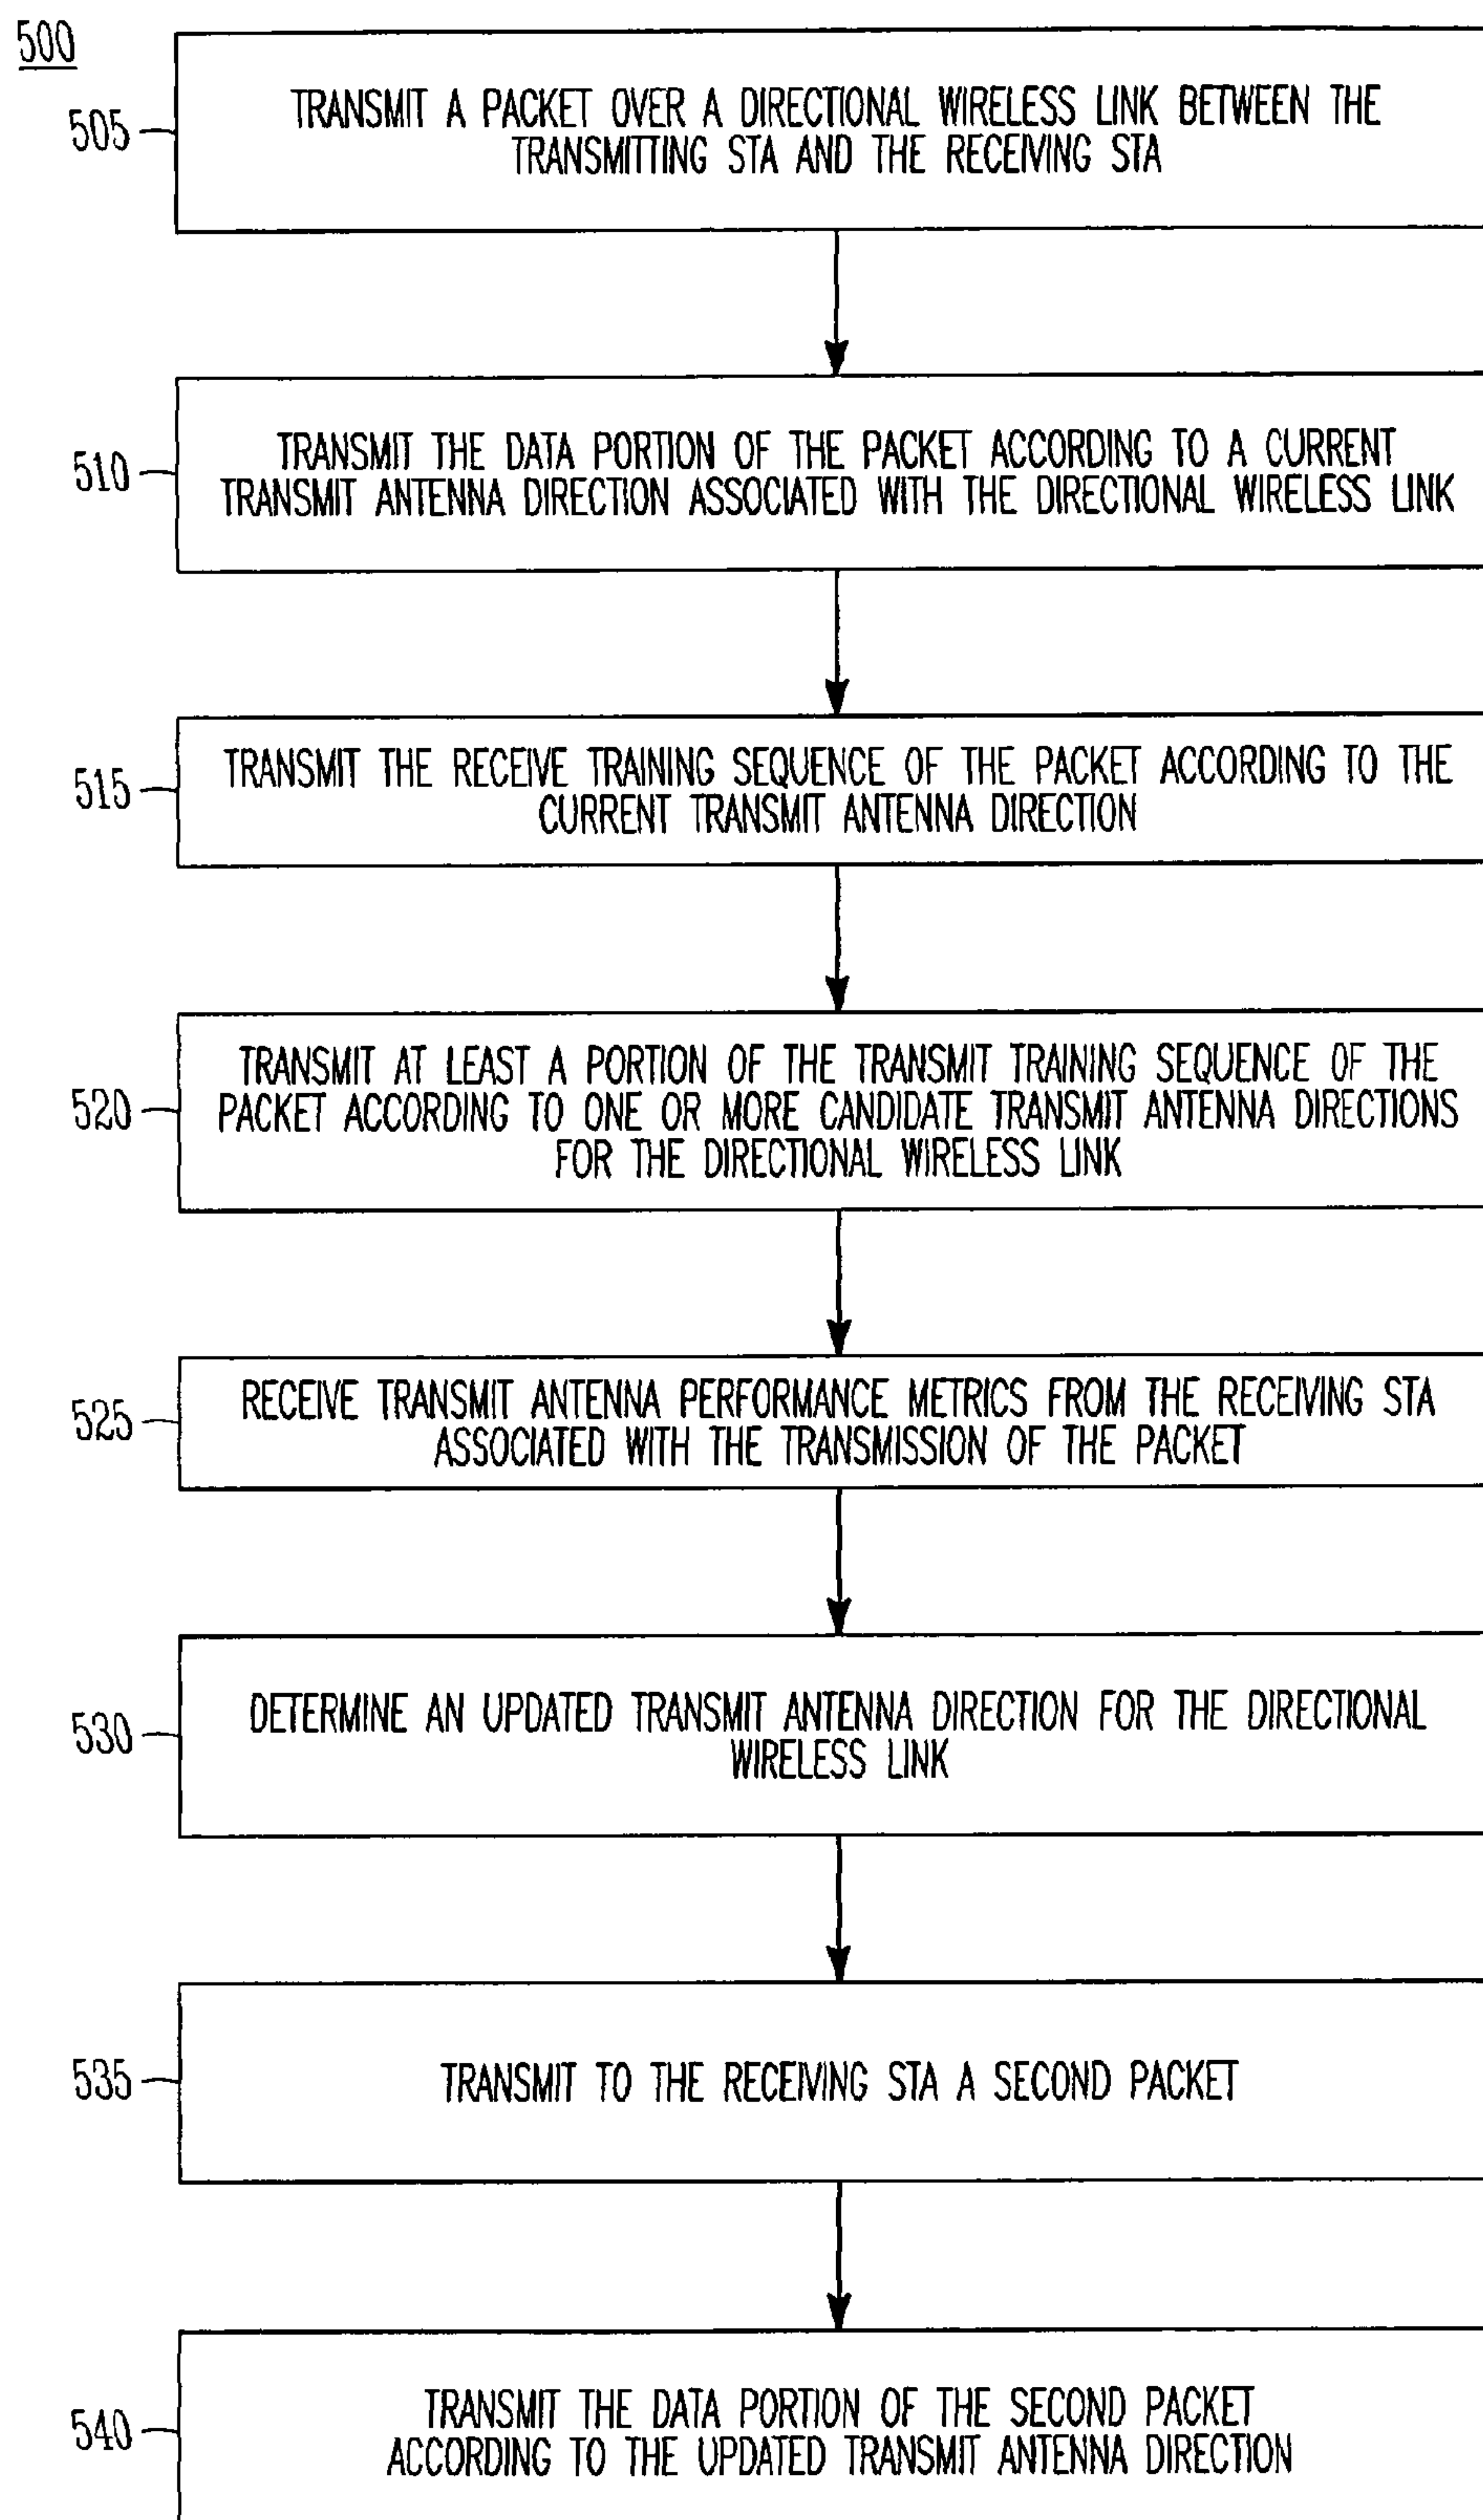 500
505
TRANSMIT A PACKET OVER A DIRECTIONAL WIRELESS LINK BETWEEN THE
TRANSMITTING STA AND THE RECEIVING STA
510
TRANSMIT THE DATA PORTION OF THE PACKET ACCORDING TO A CURRENT
TRANSMIT ANTENNA DIRECTION ASSOCIATED WITH THE DIRECTIONAL WIRELESS LINK
515
TRANSMIT THE RECEIVE TRAINING SEQUENCE OF THE PACKET ACCORDING TO THE
CURRENT TRANSMIT ANTENNA DIRECTION
520
TRANSMIT AT LEAST A PORTION OF THE TRANSMIT TRAINING SEQUENCE OF THE
PACKET ACCORDING TO ONE OR MORE CANDIDATE TRANSMIT ANTENNA DIRECTIONS
FOR THE DIRECTIONAL WIRELESS LINK
525
RECEIVE TRANSMIT ANTENNA PERFORMANCE METRICS FROM THE RECEIVING STA
ASSOCIATED WITH THE TRANSMISSION OF THE PACKET
530
DETERMINE AN UPDATED TRANSMIT ANTENNA DIRECTION FOR THE DIRECTIONAL
WIRELESS LINK
535
TRANSMIT TO THE RECEIVING STA A SECOND PACKET
540
TRANSMIT THE DATA PORTION OF THE SECOND PACKET
ACCORDING TO THE UPDATED TRANSMIT ANTENNA DIRECTION